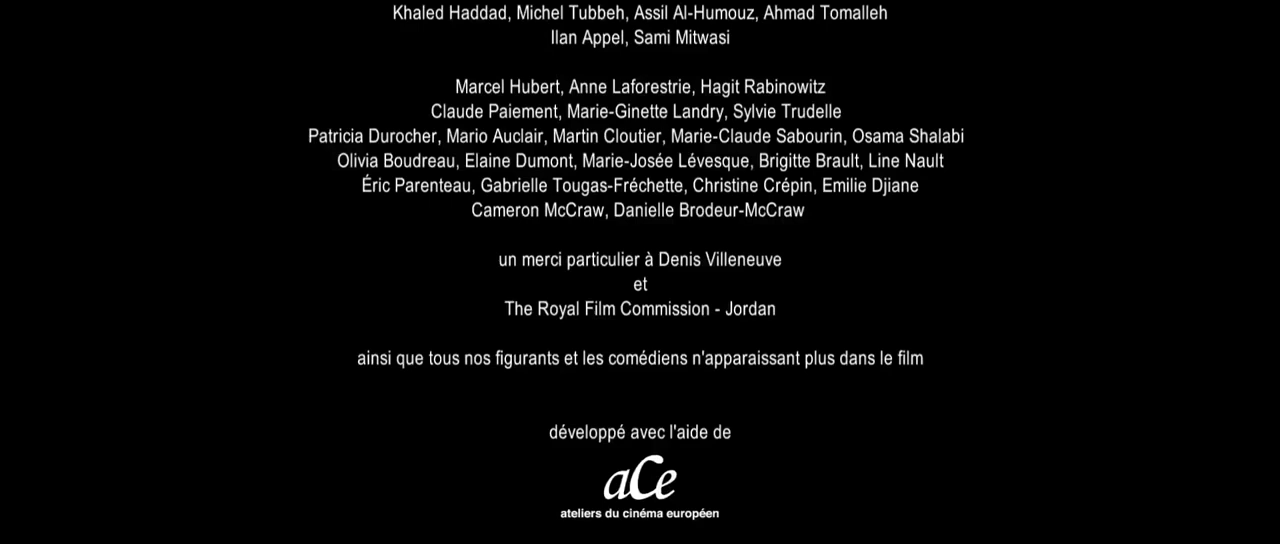 Khaled Haddad, Michel Tubbeh, Assil Al-Humouz, Ahmad Tomalleh
Ilan Appel, Sami Mitwasi
Marcel Hubert, Anne Laforestrie, Hagit Rabinowitz
Claude Paiement, Marie-Ginette Landry, Sylvie Trudelle
Patricia Durocher, Mario Auclair, Martin Cloutier, Marie-Claude Sabourin, Osama Shalabi
Olivia Boudreau, Elaine Dumont, Marie-Josée Lévesque, Brigitte Brault, Line Nault
Éric Parenteau, Gabrielle Tougas-Fréchette, Christine Crépin, Emilie Djiane
Cameron McCraw, Danielle Brodeur-McCraw
un merci particulier à Denis Villeneuve
et
The Royal Film Commission - Jordan
ainsi que tous nos figurants et les comédiens n'apparaissant plus dans le film
développé avec l'aide de
aCe
ateliers du cinéma européen